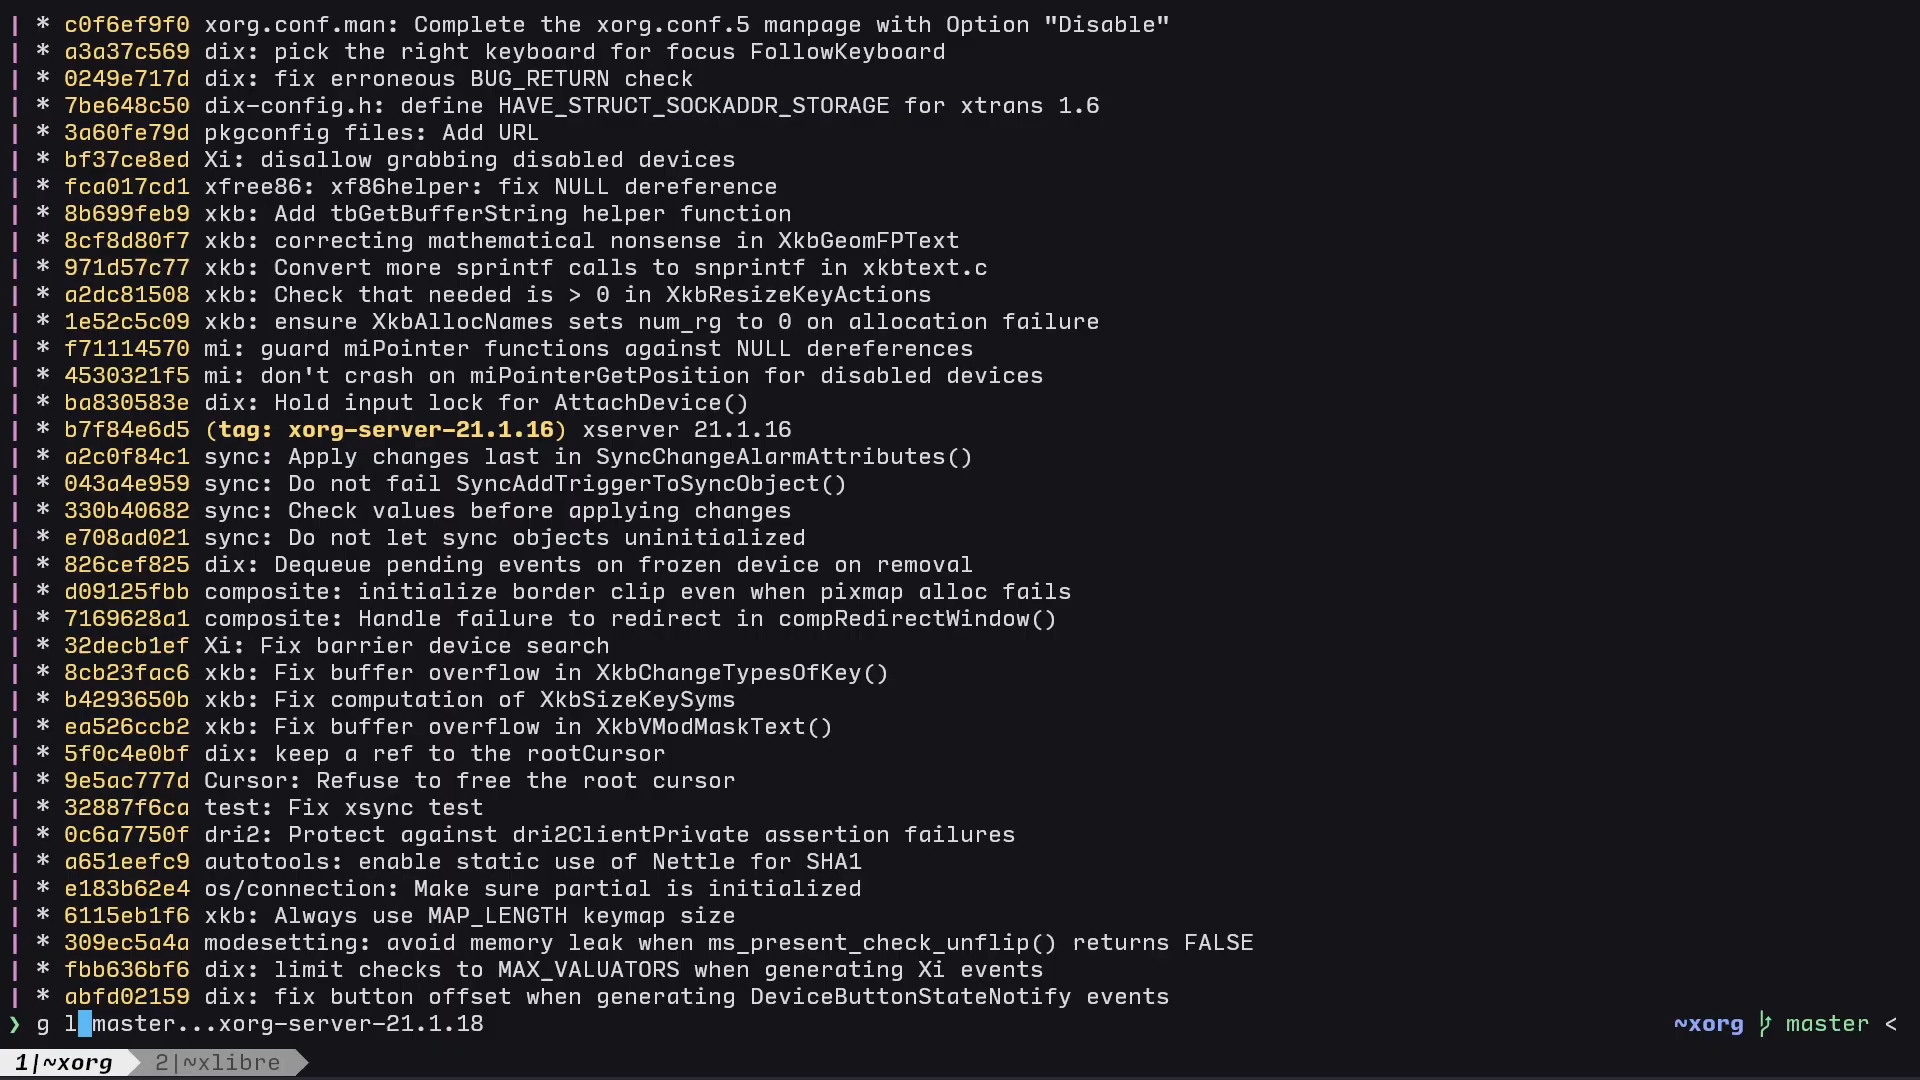 | * c0f6ef9f0 xorg.conf.man: Complete the xorg.conf.5 manpage with Option "Disable"
| * a3a37c569 dix: pick the right keyboard for focus FollowKeyboard
| * 0249e717d dix: fix erroneous BUG_RETURN check
| * 7be648c50 dix-config.h: define HAVE_STRUCT_SOCKADDR_STORAGE for xtrans 1.6
| * 3a60fe79d pkgconfig files: Add URL
| * bf37ce8ed Xi: disallow grabbing disabled devices
| * fca017cd1 xfree86: xf86helper: fix NULL dereference
| * 8b699feb9 xkb: Add tbGetBufferString helper function
| * 8cf8d80f7 xkb: correcting mathematical nonsense in XkbGeomFPText
| * 971d57c77 xkb: Convert more sprintf calls to snprintf in xkbtext.c
| * a2dc81508 xkb: Check that needed is > 0 in XkbResizeKeyActions
| * 1e52c5c09 xkb: ensure XkbAllocNames sets num_rg to 0 on allocation failure
| * f71114570 mi: guard miPointer functions against NULL dereferences
| * 4530321f5 mi: don't crash on miPointerGetPosition for disabled devices
| * ba830583e dix: Hold input lock for AttachDevice()
| * b7f84e6d5 (tag: xorg-server-21.1.16) xserver 21.1.16
| * a2c0f84c1 sync: Apply changes last in SyncChangeAlarmAttributes()
| * 043a4e959 sync: Do not fail SyncAddTriggerToSyncObject()
| * 330b40682 sync: Check values before applying changes
| * e708ad021 sync: Do not let sync objects uninitialized
| * 826cef825 dix: Dequeue pending events on frozen device on removal
| * d09125fbb composite: initialize border clip even when pixmap alloc fails
| * 7169628a1 composite: Handle failure to redirect in compRedirectWindow()
| * 32decb1ef Xi: Fix barrier device search
| * 8cb23fac6 xkb: Fix buffer overflow in XkbChangeTypesOfKey()
| * b4293650b xkb: Fix computation of XkbSizeKeySyms
| * ea526ccb2 xkb: Fix buffer overflow in XkbVModMaskText()
| * 5f0c4e0bf dix: keep a ref to the rootCursor
| * 9e5ac777d Cursor: Refuse to free the root cursor
| * 32887f6ca test: Fix xsync test
| * 0c6a7750f dri2: Protect against dri2ClientPrivate assertion failures
| * a651eefc9 autotools: enable static use of Nettle for SHA1
| * e183b62e4 os/connection: Make sure partial is initialized
| * 6115eb1f6 xkb: Always use MAP_LENGTH keymap size
| * 309ec5a4a modesetting: avoid memory leak when ms_present_check_unflip() returns FALSE
| * fbb636bf6 dix: limit checks to MAX_VALUATORS when generating Xi events
| * abfd02159 dix: fix button offset when generating DeviceButtonStateNotify events
❯ g l master...xorg-server-21.1.18 ~xorg master <
1|~xorg 2|~xlibre